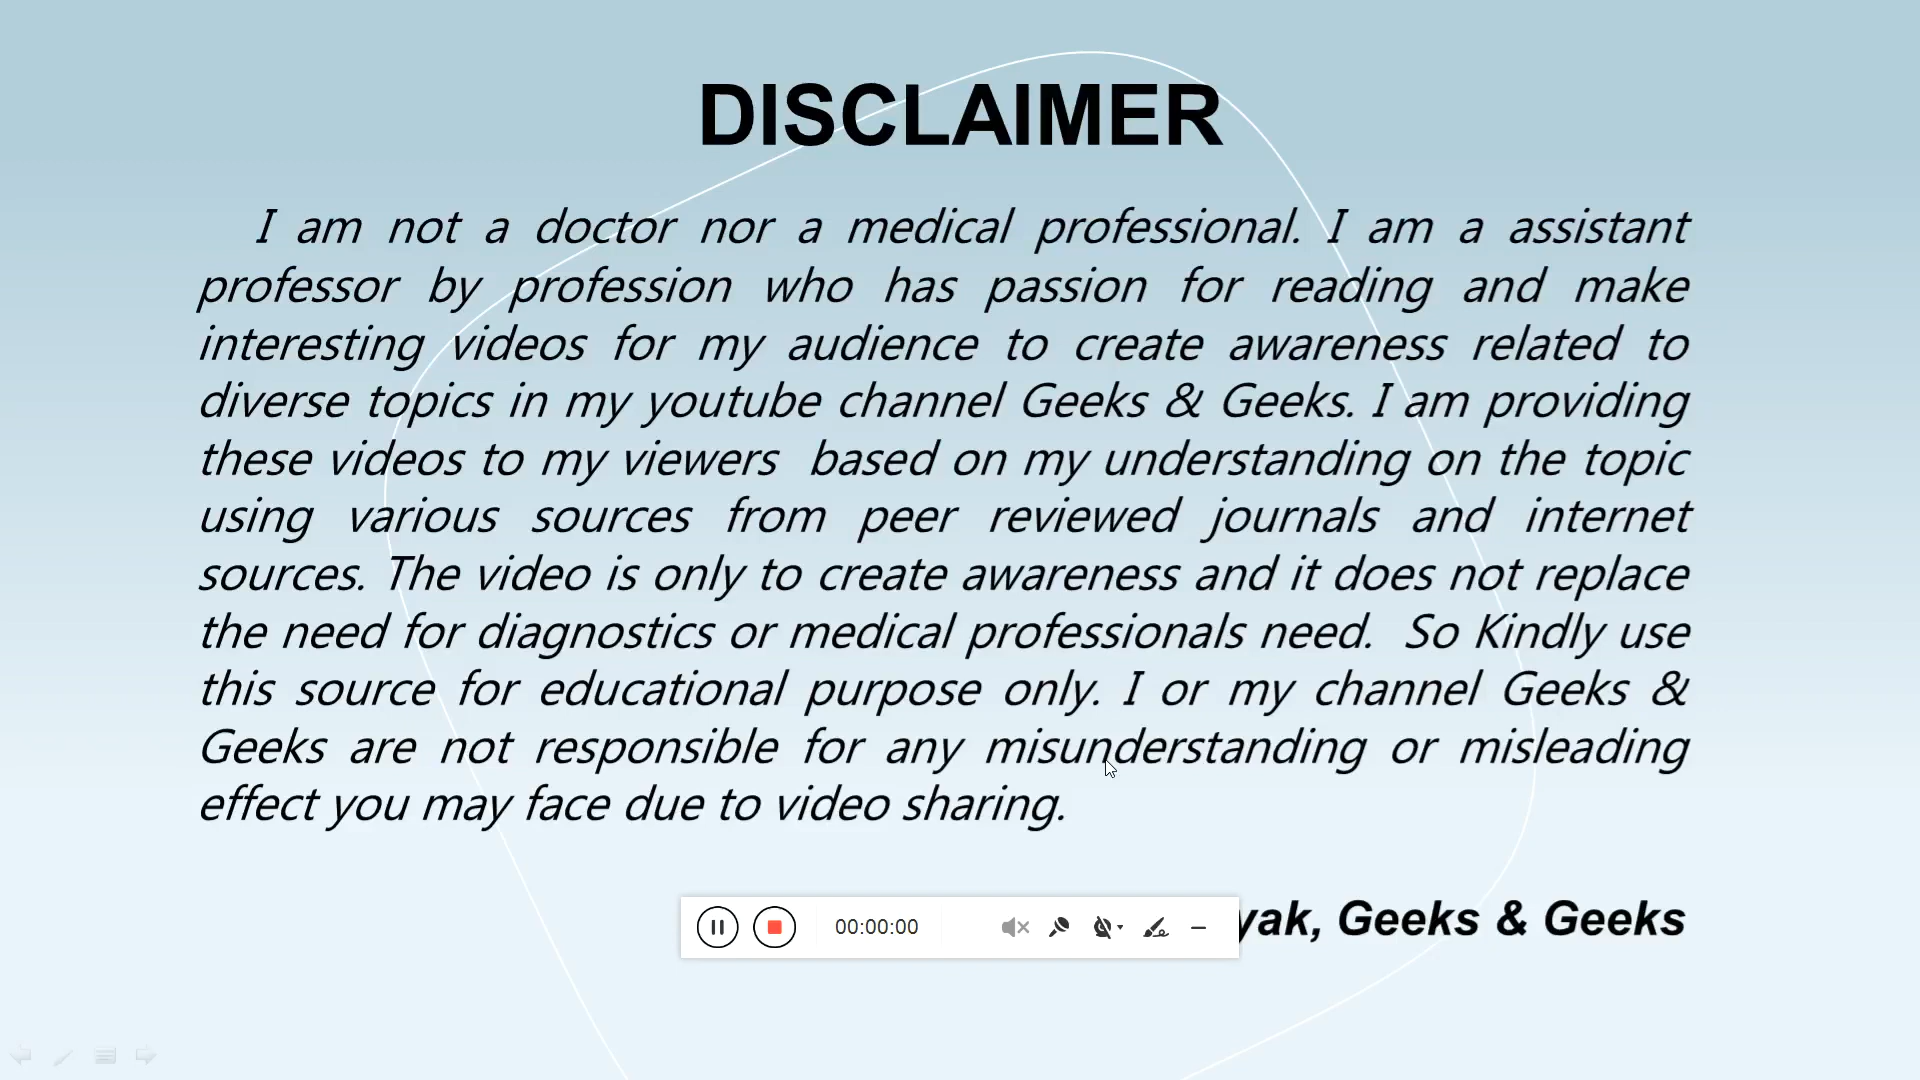 DISCLAIMER
I am not a doctor nor a medical professional. I am a assistant
professor by profession who has passion for reading and make
interesting videos for my audience to create awareness related to
diverse topics in my youtube channel Geeks & Geeks. I am providing
these videos to my viewers based on my understanding on the topic
using various sources from peer reviewed journals and internet
sources. The video is only to create awareness and it does not replace
the need for diagnostics or medical professionals need. So Kindly use
this source for educational purpose only. I or my channel Geeks &
Geeks are not responsible for any misunderstanding or misleading
effect you may face due to video sharing.
00:00:00
yak, Geeks & Geeks